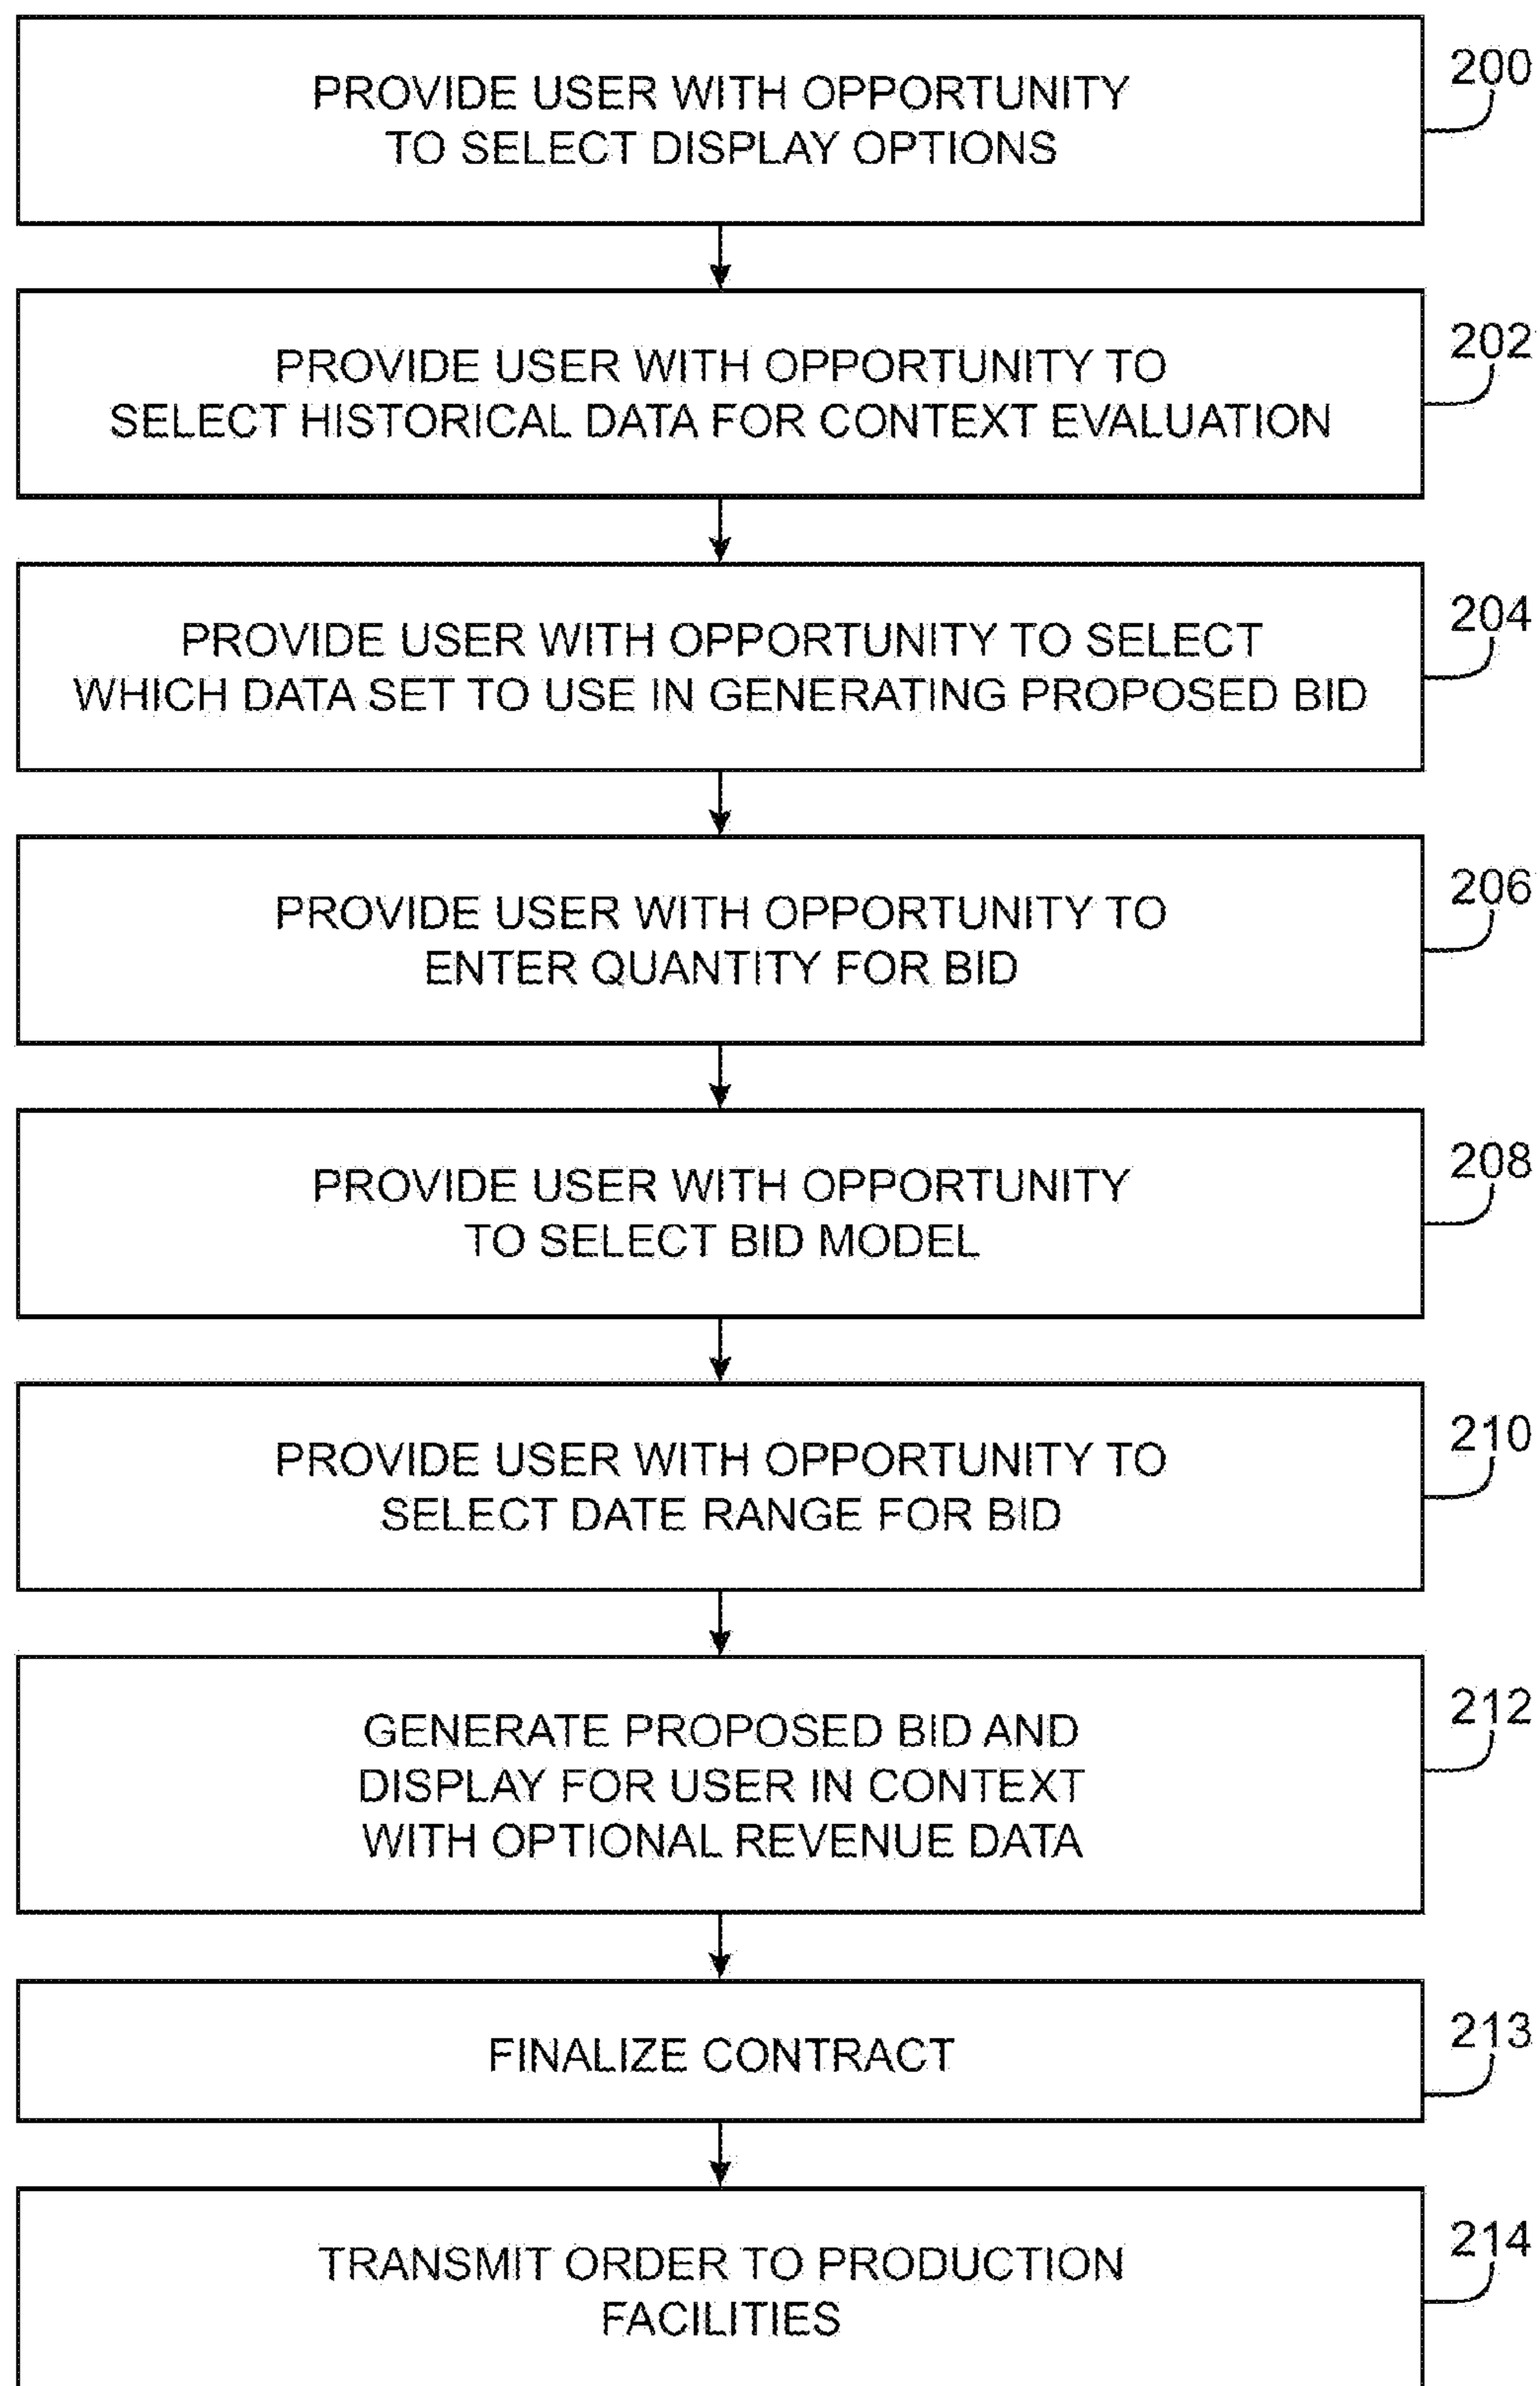 PROVIDE USER WITH OPPORTUNITY
TO SELECT DISPLAY OPTIONS
200
PROVIDE USER WITH OPPORTUNITY TO
SELECT HISTORICAL DATA FOR CONTEXT EVALUATION
202
PROVIDE USER WITH OPPORTUNITY TO SELECT
WHICH DATA SET TO USE IN GENERATING PROPOSED BID
204
PROVIDE USER WITH OPPORTUNITY TO
ENTER QUANTITY FOR BID
206
PROVIDE USER WITH OPPORTUNITY
TO SELECT BID MODEL
208
PROVIDE USER WITH OPPORTUNITY TO
SELECT DATE RANGE FOR BID
210
GENERATE PROPOSED BID AND
DISPLAY FOR USER IN CONTEXT
WITH OPTIONAL REVENUE DATA
212
FINALIZE CONTRACT
213
TRANSMIT ORDER TO PRODUCTION
FACILITIES
214